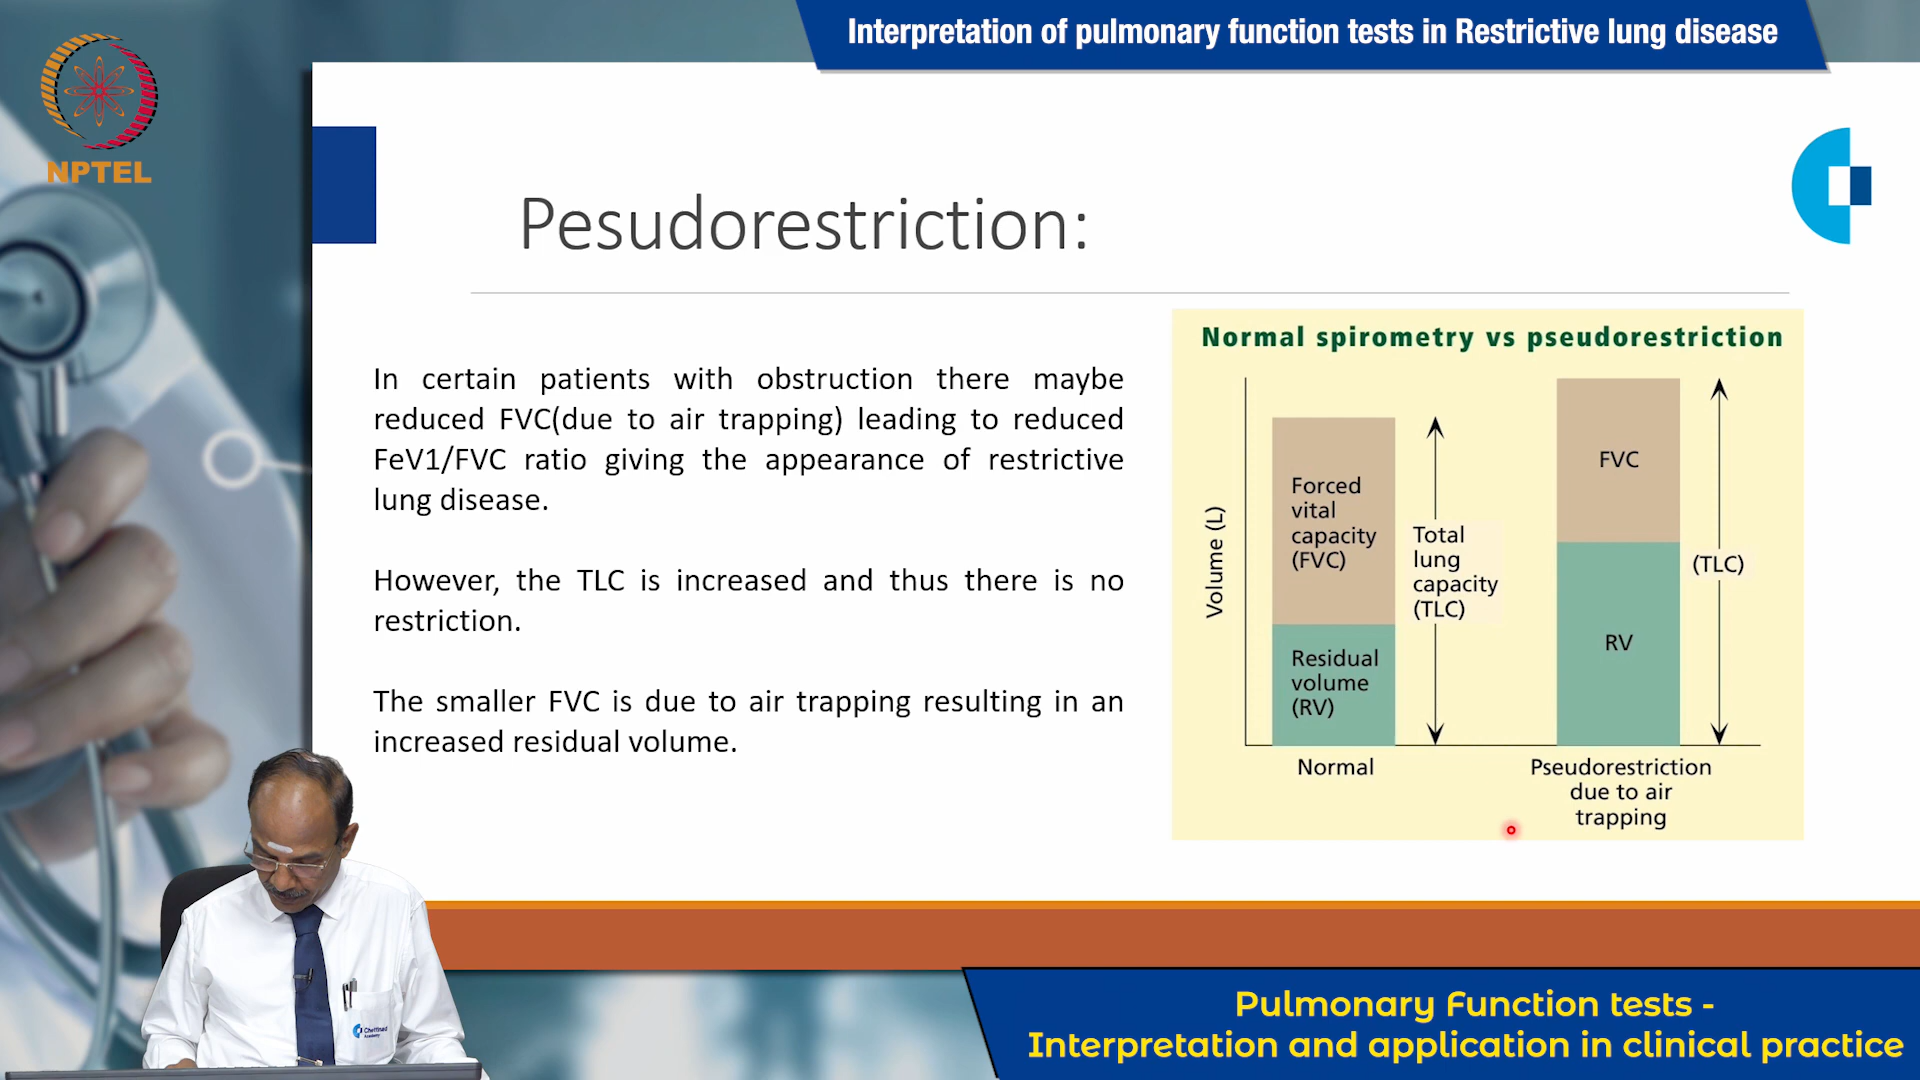 Interpretation of pulmonary function tests in Restrictive lung disease
NPTEL
Pesudorestriction:
In certain patients with obstruction there maybe
reduced FVC(due to air trapping) leading to reduced
FeV1/FVC ratio giving the appearance of restrictive
lung disease.
However, the TLC is increased and thus there is no
restriction.
The smaller FVC is due to air trapping resulting in an
increased residual volume.
Normal spirometry vs pseudorestriction
Volume (L)
Forced
vital
capacity
(FVC)
Residual
volume
(RV)
Total
lung
capacity
(TLC)
FVC
RV
(TLC)
Normal
Pseudorestriction
due to air
trapping
Chettinad
Academy
Pulmonary Function tests -
Interpretation and application in clinical practice